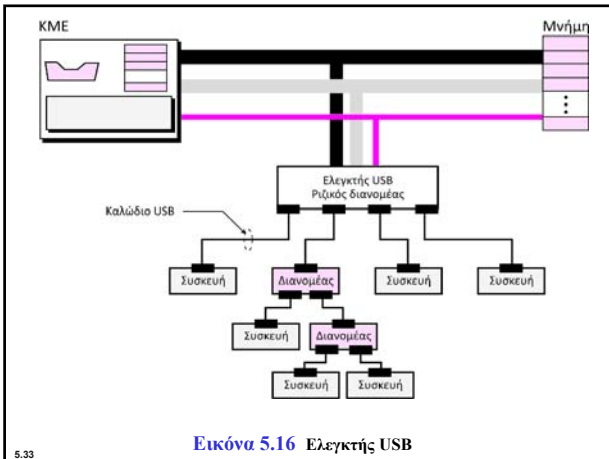 ΚΜΕ
Μνήμη
Ελεγκτής USB
Ριζικός διανομέας
Καλώδιο USB
Συσκευή
Διανομέας
Συσκευή
Συσκευή
Συσκευή
Διανομέας
Συσκευή
Συσκευή
Εικόνα 5.16 Ελεγκτής USB
5.33